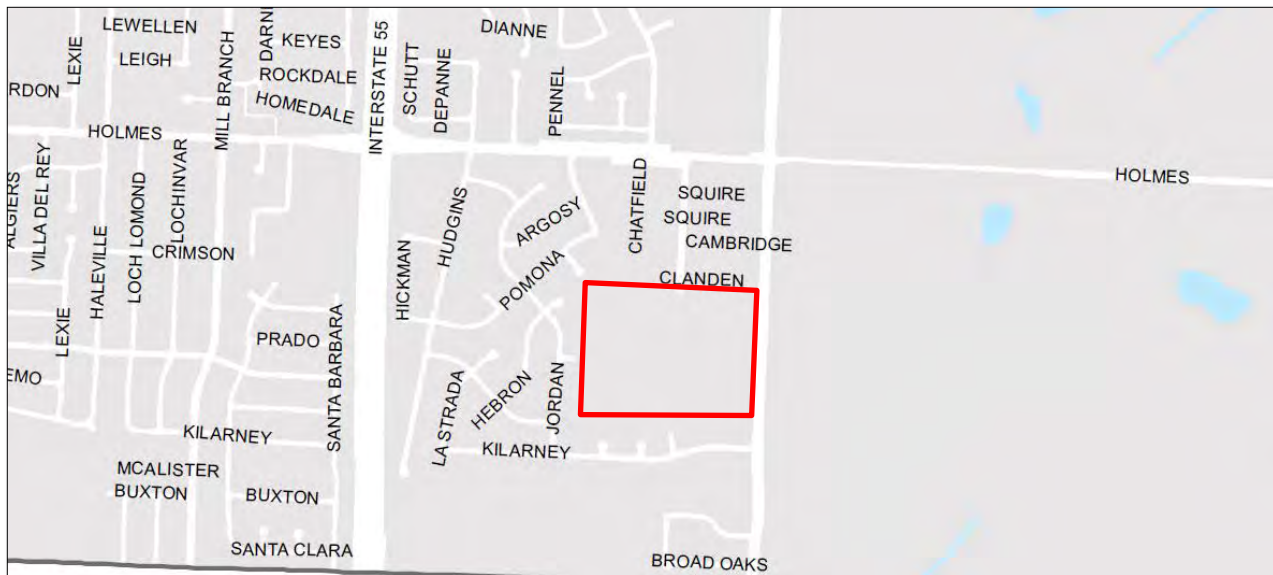 LEWELLEN
DARN
KEYES
DIANNE
LEXIE
LEIGH
MILL BRANCH
ROCKDALE
INTERSTATE 55
SCHUTT
DEPANNE
PENNEL
RDON
HOMEDALE
HOLMES
HOLMES
ALGIERS
VILLA DEL REY
LOCH LOMOND
LOCHINVAR
CHATFIELD
SQUIRE
SQUIRE
HUDGINS
ARGOSY
CAMBRIDGE
CRIMSON
HALEVILLE
HICKMAN
POMONA
CLANDEN
LEXIE
PRADO
SANTA BARBARA
EMO
LA STRADA
HEBRON
JORDAN
KILARNEY
KILARNEY
MCALISTER
BUXTON
BUXTON
SANTA CLARA
BROAD OAKS